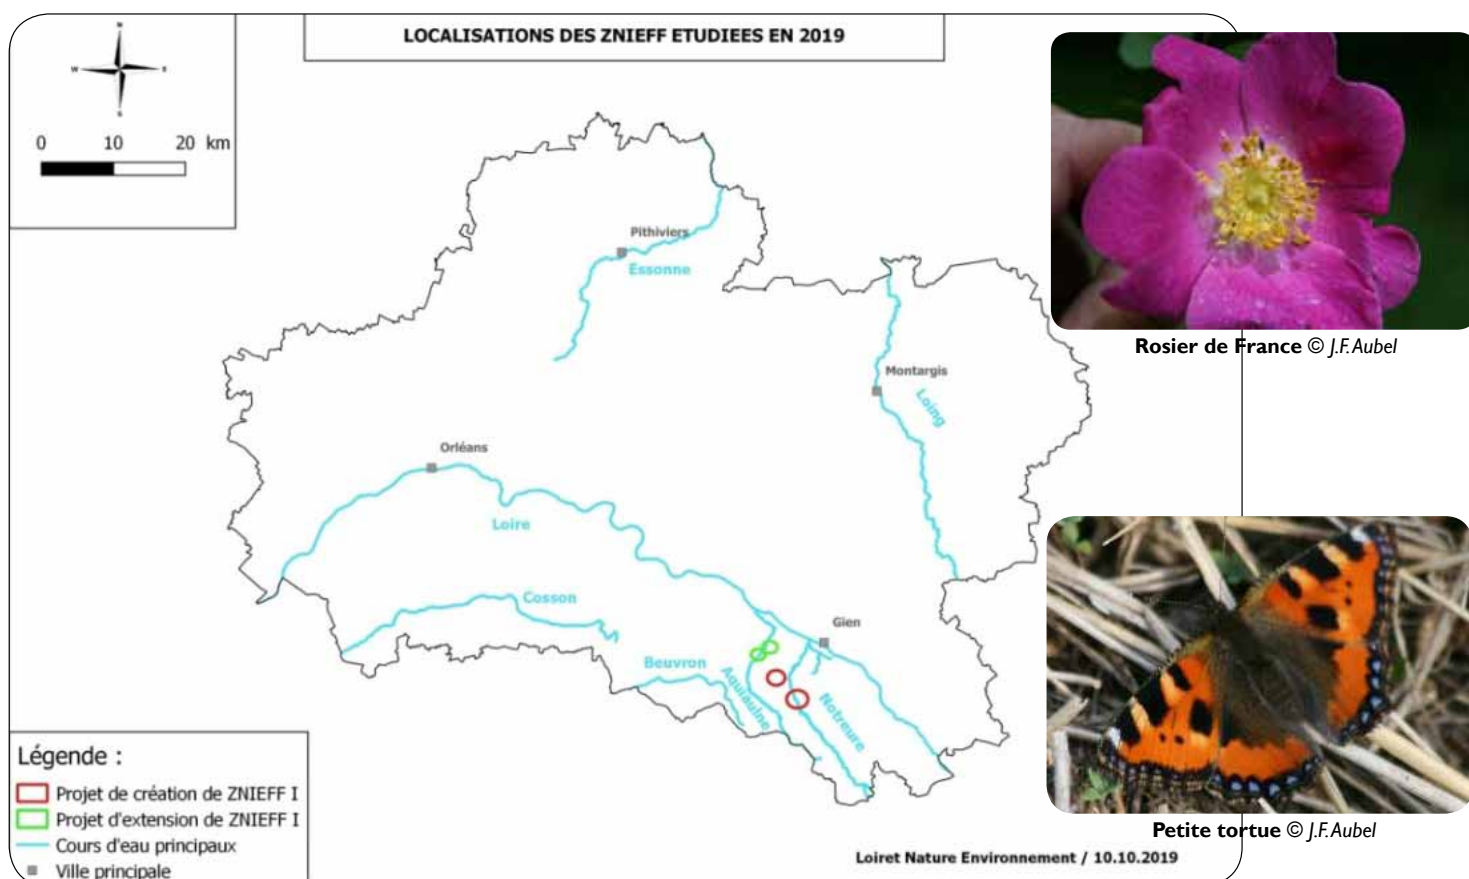 LOCALISATIONS DES ZNIEFF ETUDIEES EN 2019
N
W
E
S
0 10 20 km
Pithiviers
Essonne
Montargis
Loing
Orléans
Loire
Cosson
Gien
Beuvron
Aquiaulne
Notreure
Légende :
Projet de création de ZNIEFF I
Projet d'extension de ZNIEFF I
Cours d'eau principaux
Ville principale
Loiret Nature Environnement / 10.10.2019
Rosier de France © J.F. Aubel
Petite tortue © J.F. Aubel